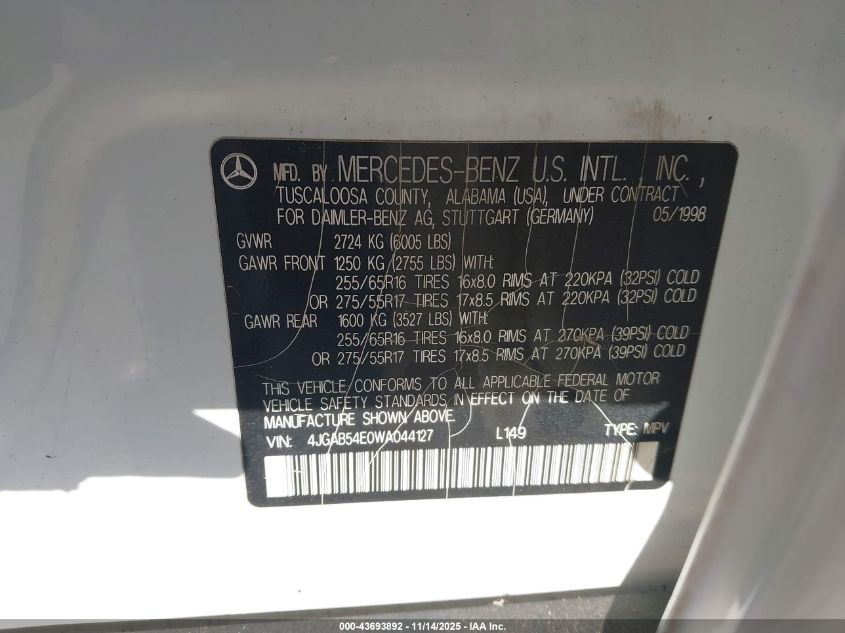 MFD. BY MERCEDES-BENZ U.S. INTL., INC.,
TUSCALOOSA COUNTY, ALABAMA (USA), UNDER CONTRACT
FOR DAIMLER-BENZ AG, STUTTGART (GERMANY) 05/1998
GVWR 2724 KG (6005 LBS)
GAWR FRONT 1250 KG (2755 LBS) WITH:
255/65R16 TIRES 16x8.0 RIMS AT 220KPA (32PSI) COLD
OR 275/55R17 TIRES 17x8.5 RIMS AT 220KPA (32PSI) COLD
GAWR REAR 1600 KG (3527 LBS) WITH:
255/65R16 TIRES 16x8.0 RIMS AT 270KPA (39PSI) COLD
OR 275/55R17 TIRES 17x8.5 RIMS AT 270KPA (39PSI) COLD
THIS VEHICLE CONFORMS TO ALL APPLICABLE FEDERAL MOTOR
VEHICLE SAFETY STANDARDS IN EFFECT ON THE DATE OF
MANUFACTURE SHOWN ABOVE.
VIN: 4JGAB54E0WA044127 L149 TYPE: MPV
000-43693892 - 11/14/2025 - IAA Inc.